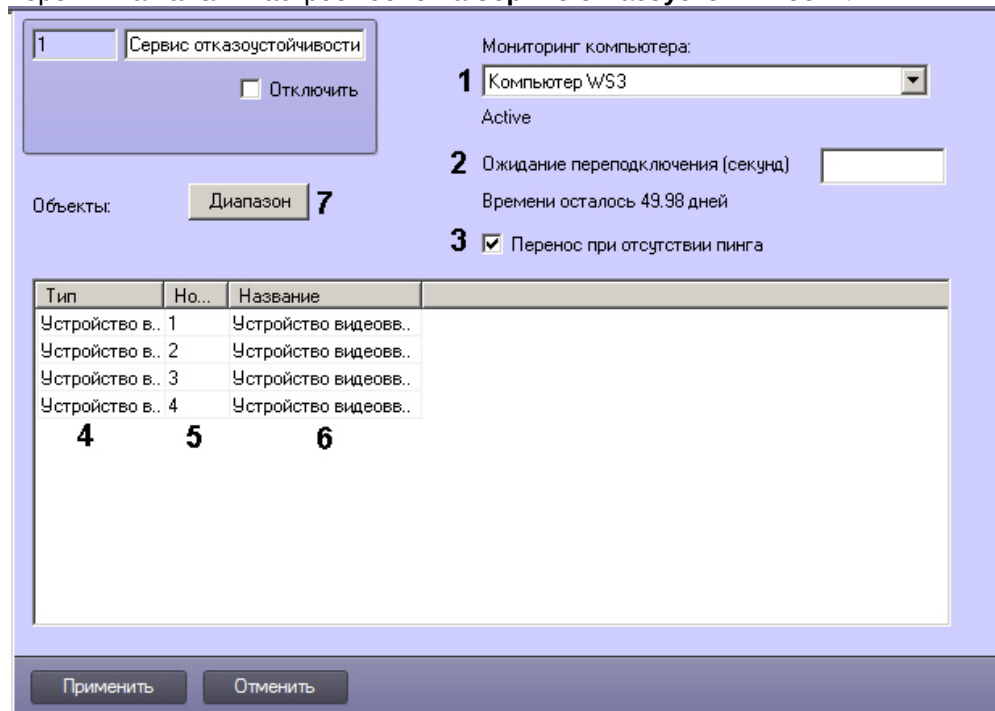 1 Сервис отказоустойчивости
Отключить
Мониторинг компьютера:
1 Компьютер WS3
Active
2 Ожидание переподключения (секунд)
Объекты: Диапазон 7
Времени осталось 49.98 дней
3 Перенос при отсутствии пинга
Тип Но... Название
Устройство в.. 1 Устройство видеовв..
Устройство в.. 2 Устройство видеовв..
Устройство в.. 3 Устройство видеовв..
Устройство в.. 4 Устройство видеовв..
4 5 6
Применить Отменить